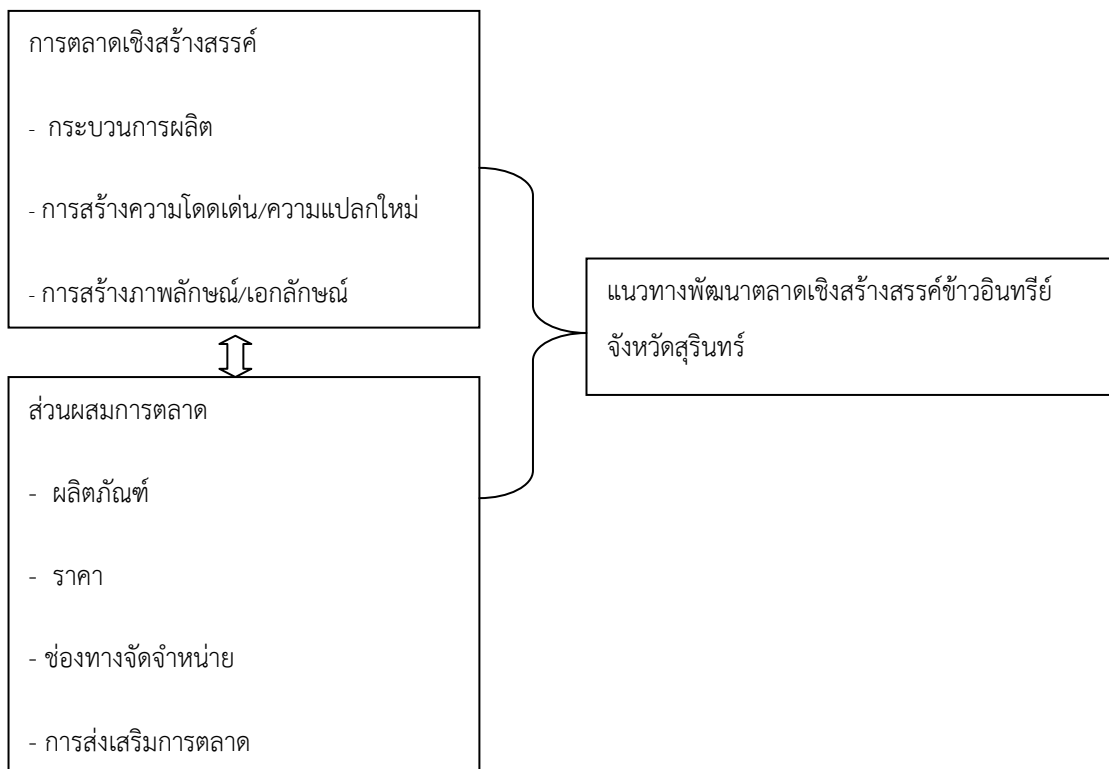 การตลาดเชิงสร้างสรรค์
- กระบวนการผลิต
- การสร้างความโดดเด่น/ความแปลกใหม่
- การสร้างภาพลักษณ์/เอกลักษณ์
ส่วนผสมการตลาด
- ผลิตภัณฑ์
- ราคา
- ช่องทางจัดจำหน่าย
- การส่งเสริมการตลาด
แนวทางพัฒนาตลาดเชิงสร้างสรรค์ข้าวอินทรีย์
จังหวัดสุรินทร์